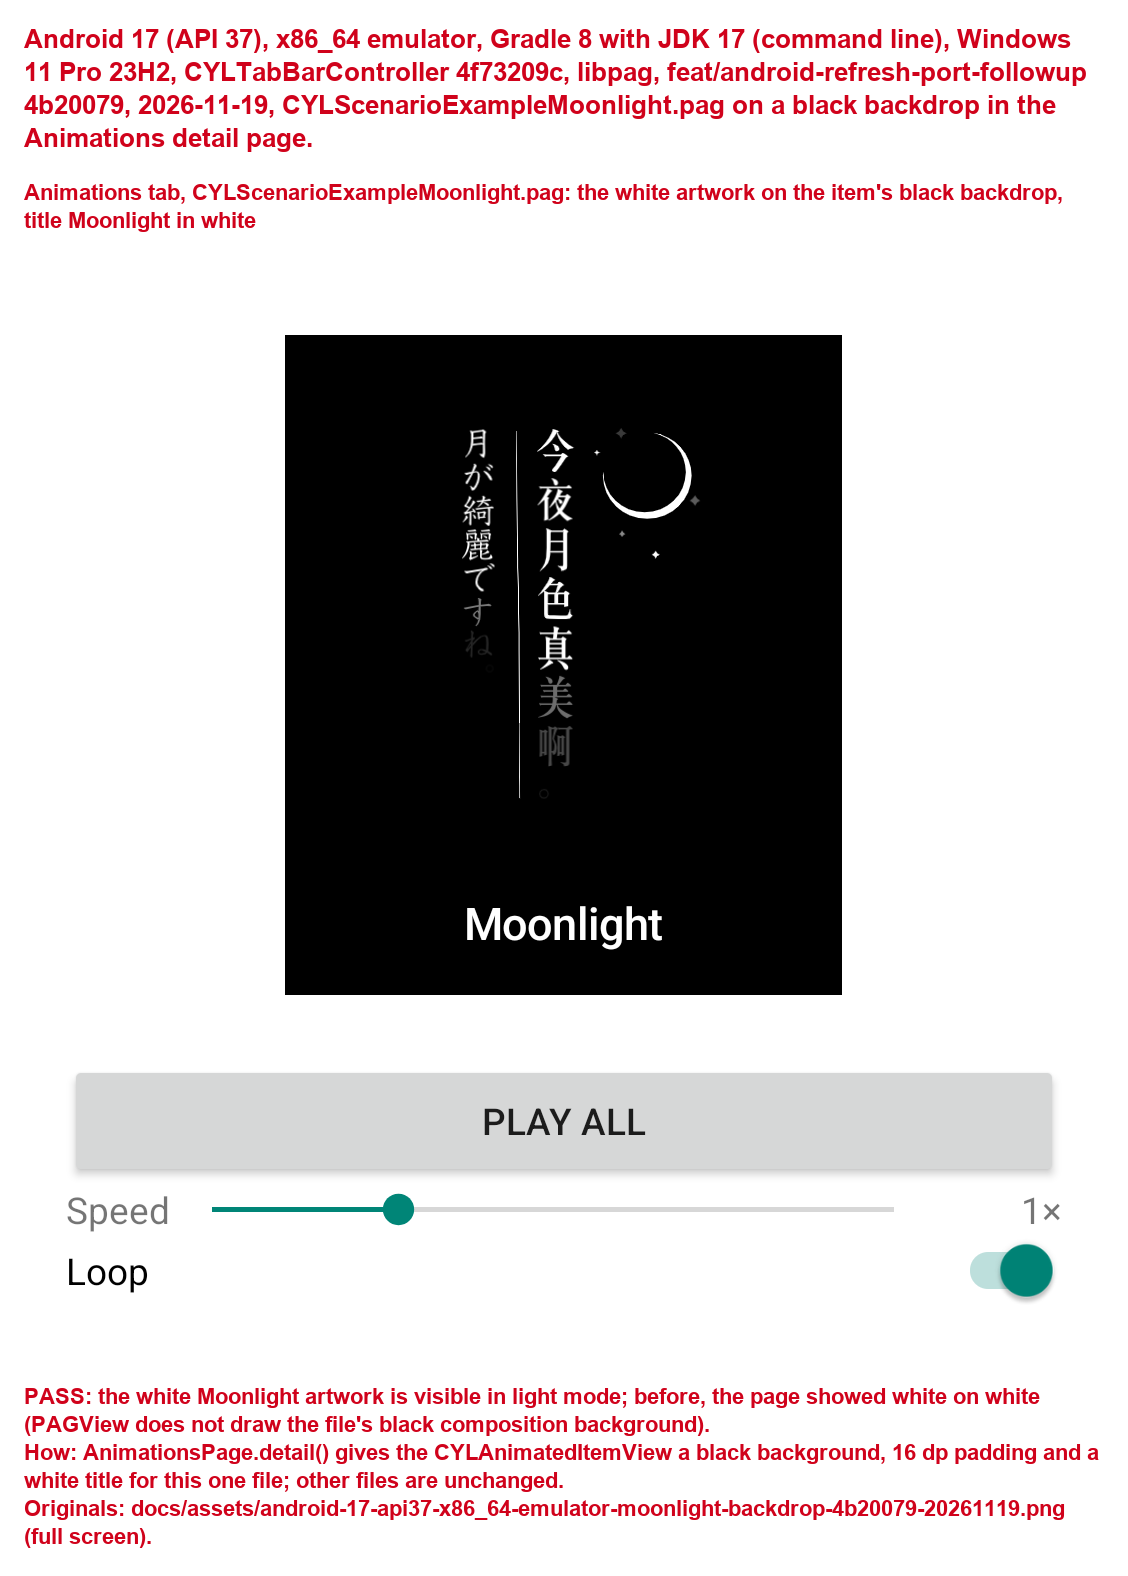 Android 17 (API 37), x86_64 emulator, Gradle 8 with JDK 17 (command line), Windows
11 Pro 23H2, CYLTabBarController 4f73209c, libpag, feat/android-refresh-port-followup
4b20079, 2026-11-19, CYLScenarioExampleMoonlight.pag on a black backdrop in the
Animations detail page.
Animations tab, CYLScenarioExampleMoonlight.pag: the white artwork on the item's black backdrop,
title Moonlight in white
今夜月色真美啊。
月が綺麗ですね。
Moonlight
PLAY ALL
Speed 1×
Loop
PASS: the white Moonlight artwork is visible in light mode; before, the page showed white on white
(PAGView does not draw the file's black composition background).
How: AnimationsPage.detail() gives the CYLAnimatedItemView a black background, 16 dp padding and a
white title for this one file; other files are unchanged.
Originals: docs/assets/android-17-api37-x86_64-emulator-moonlight-backdrop-4b20079-20261119.png
(full screen).